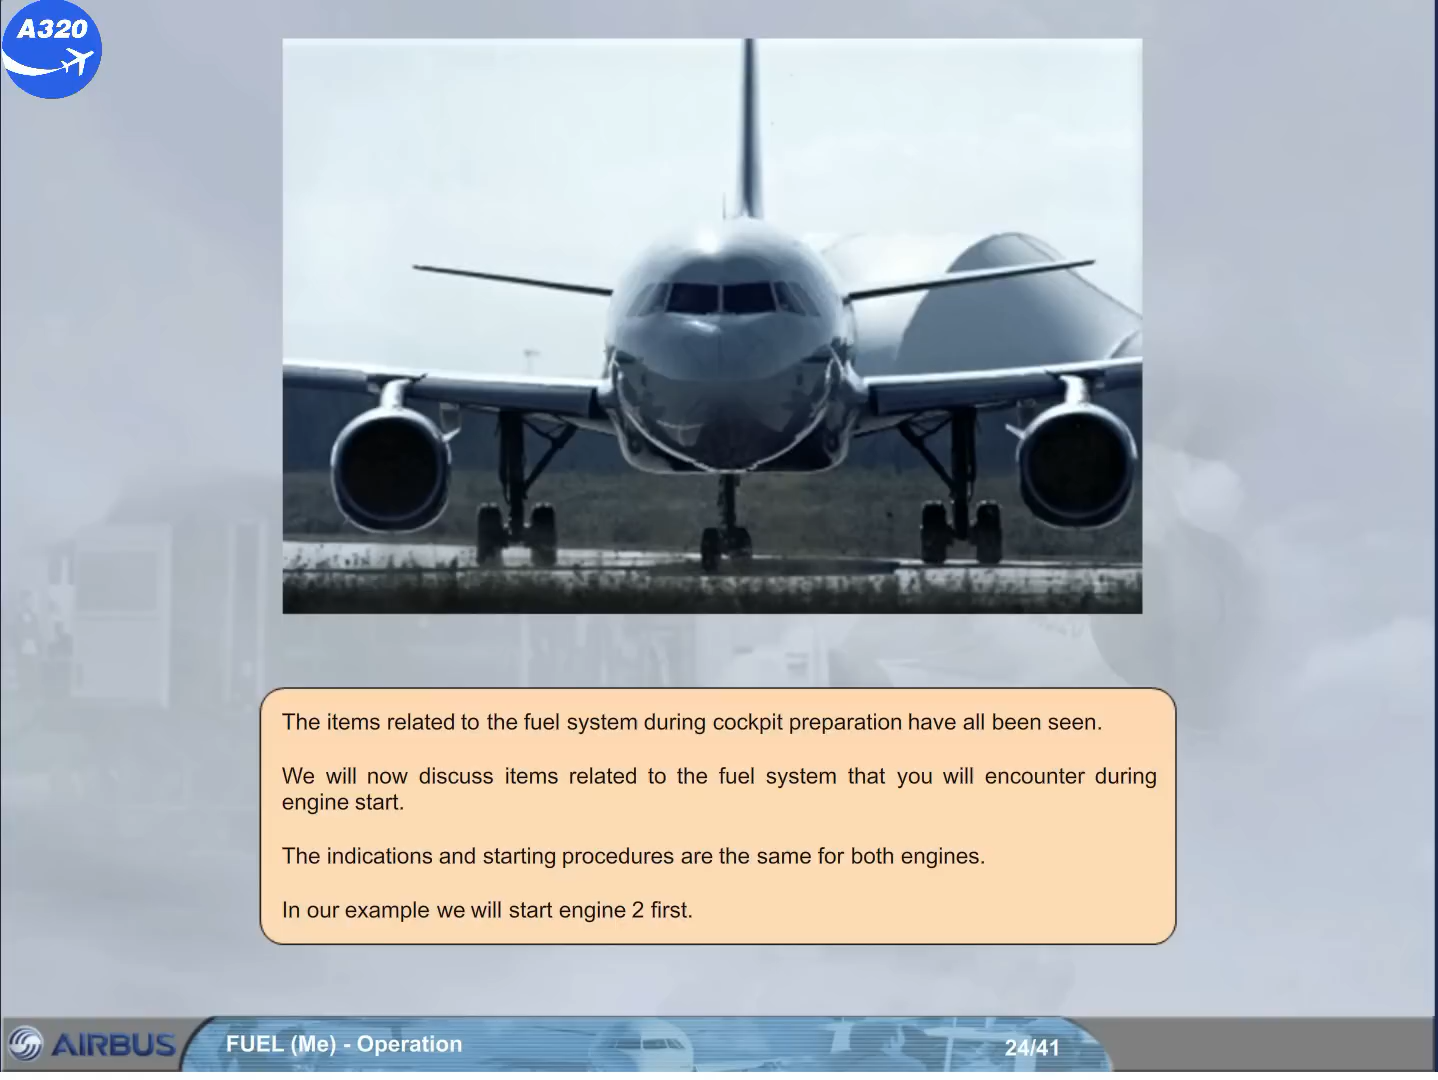 A320
The items related to the fuel system during cockpit preparation have all been seen.
We will now discuss items related to the fuel system that you will encounter during
engine start.
The indications and starting procedures are the same for both engines.
In our example we will start engine 2 first.
AIRBUS
FUEL (Me) - Operation
24/41